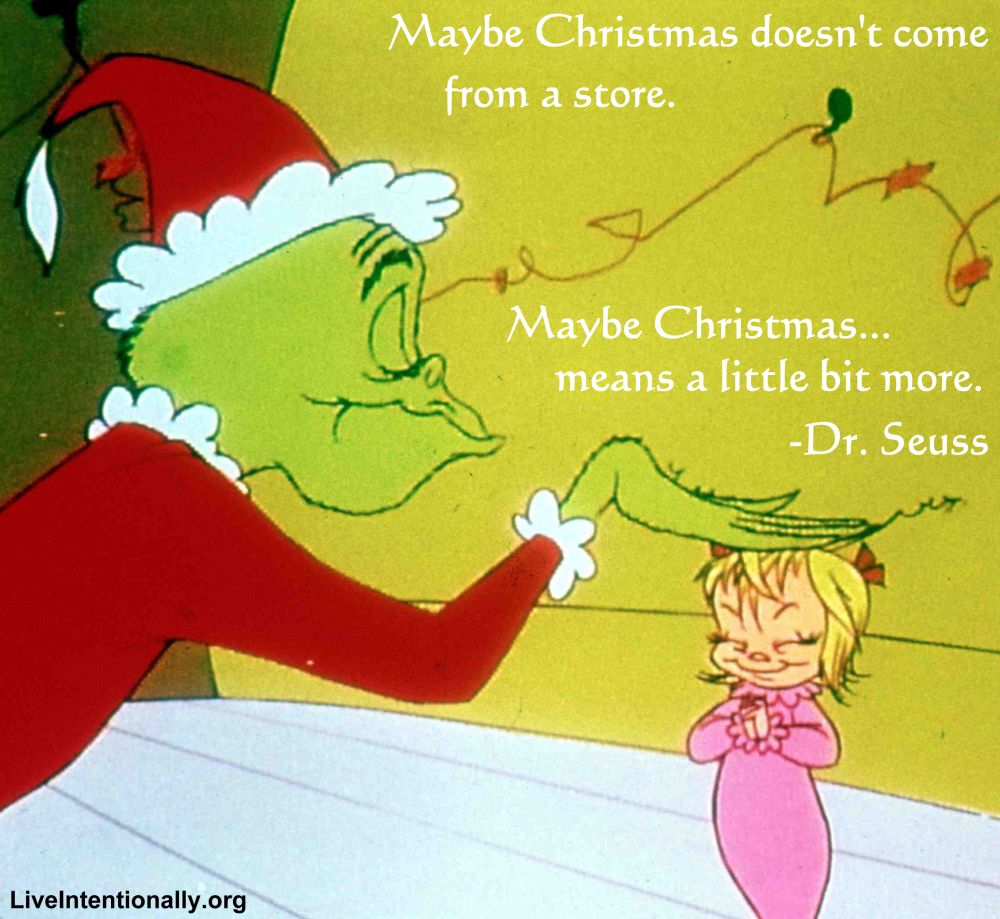 Maybe Christmas doesn't come
from a store.
Maybe Christmas...
means a little bit more.
-Dr. Seuss
LiveIntentionally.org